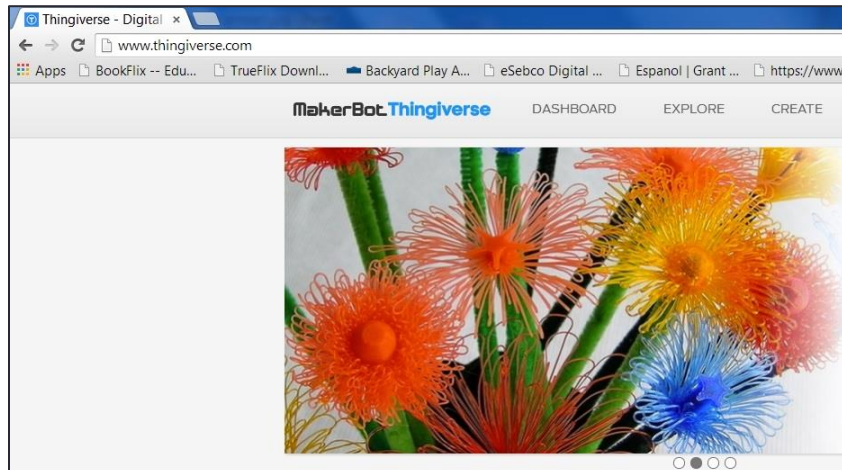 Thingiverse - Digital
www.thingiverse.com
Apps BookFlix -- Edu... TrueFlix Downl... Backyard Play A... eSebco Digital ... Espanol | Grant ... https://www
MakerBot Thingiverse DASHBOARD EXPLORE CREATE